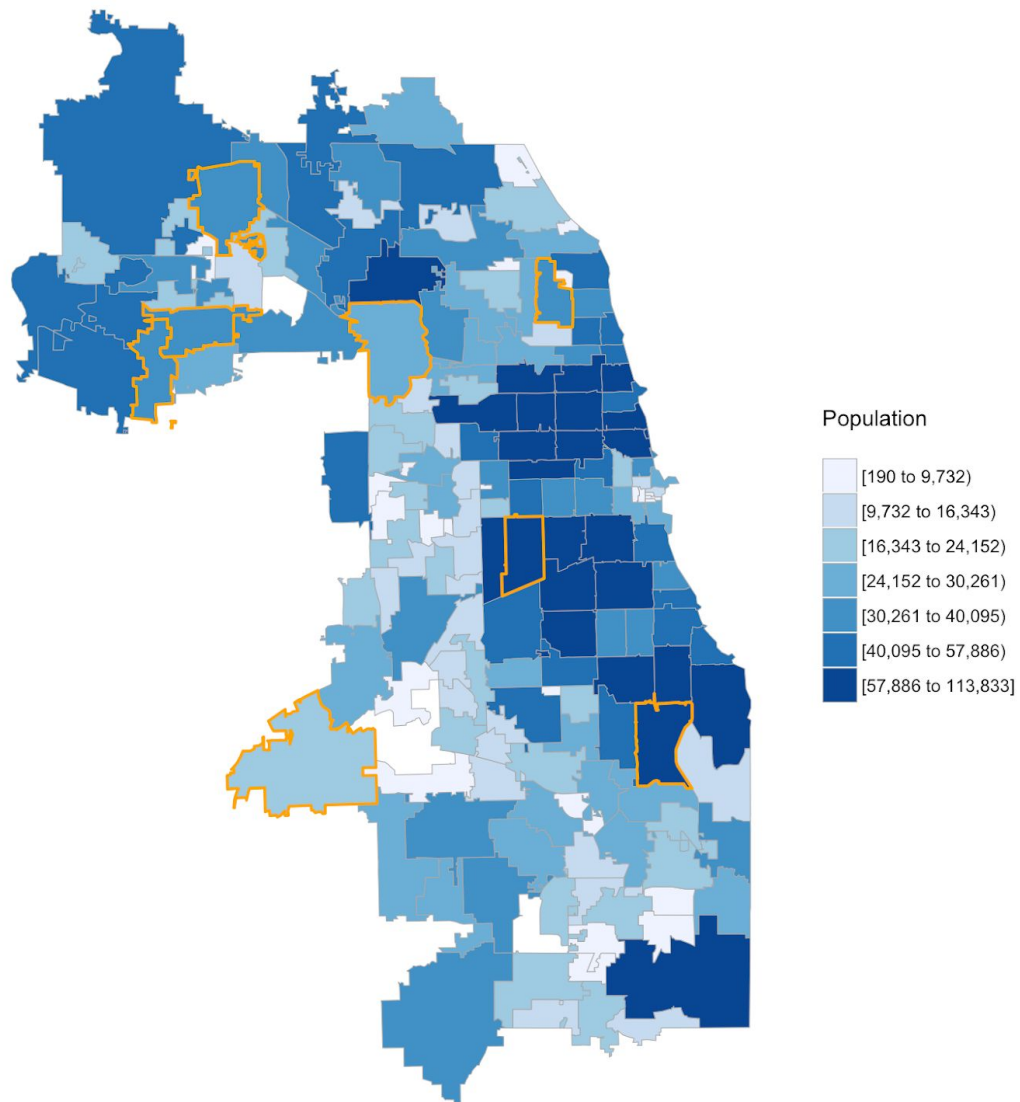 Population
[190 to 9,732)
[9,732 to 16,343)
[16,343 to 24,152)
[24,152 to 30,261)
[30,261 to 40,095)
[40,095 to 57,886)
[57,886 to 113,833]